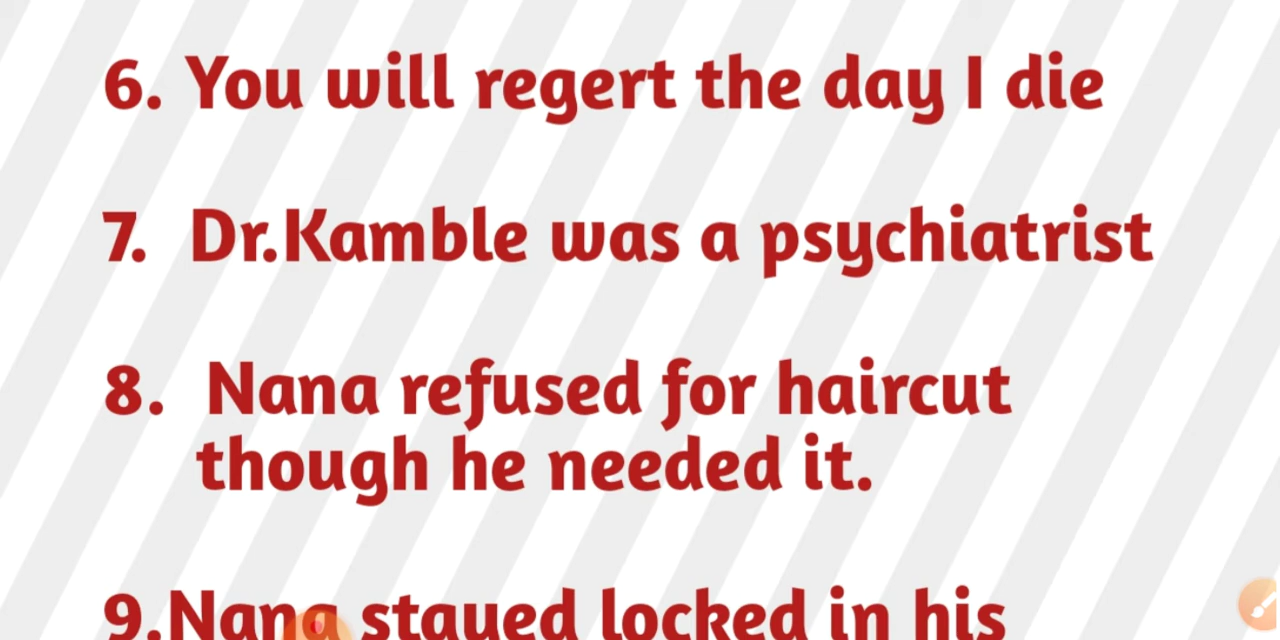 6. You will regert the day I die
7. Dr.Kamble was a psychiatrist
8. Nana refused for haircut
though he needed it.
9.Nana stayed locked in his